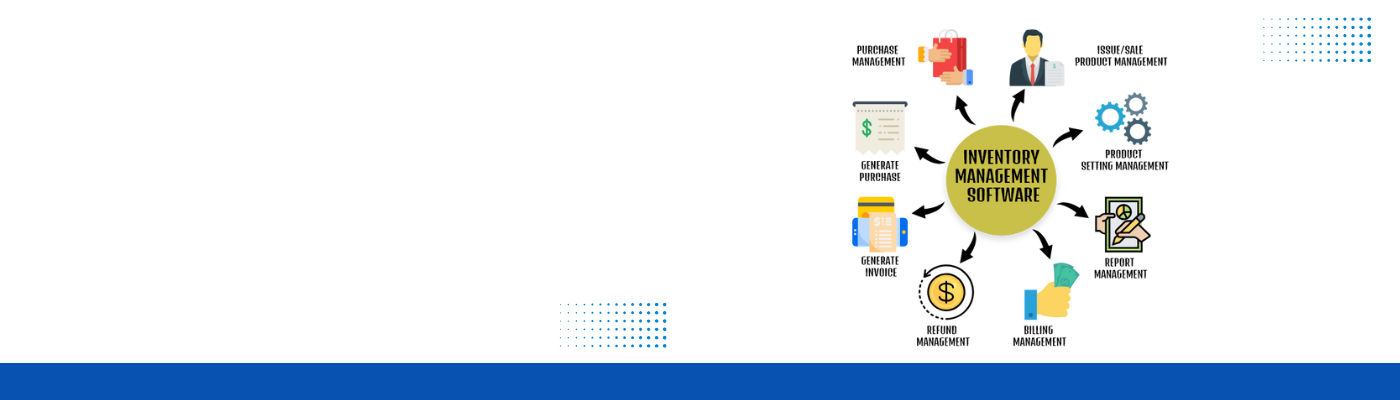 PURCHASE
MANAGEMENT
ISSUE/SALE
PRODUCT MANAGEMENT
GENERATE
PURCHASE
INVENTORY
MANAGEMENT
SOFTWARE
PRODUCT
SETTING MANAGEMENT
GENERATE
INVOICE
REPORT
MANAGEMENT
REFUND
MANAGEMENT
BILLING
MANAGEMENT